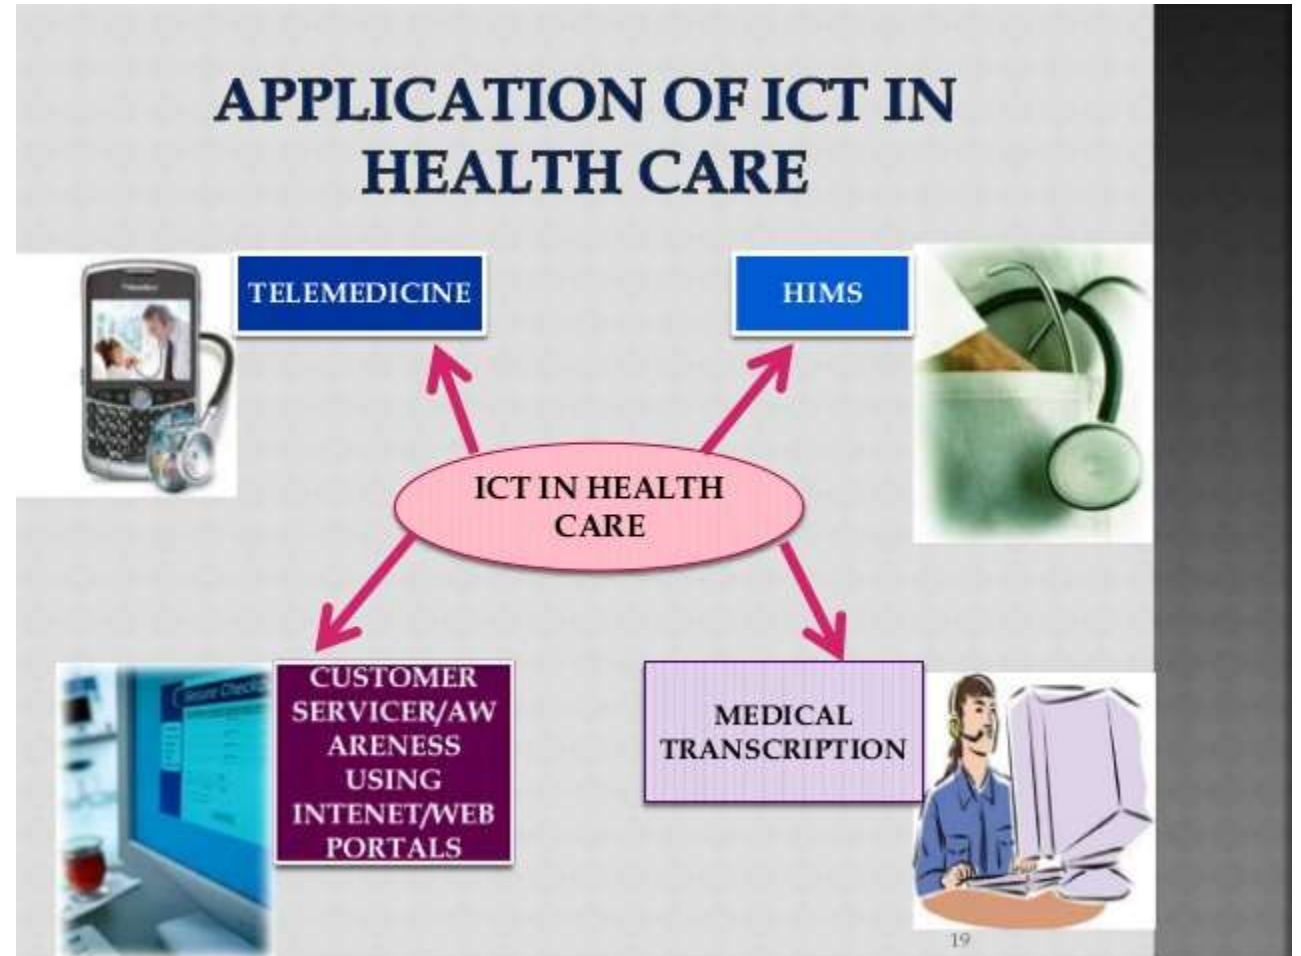 APPLICATION OF ICT IN
HEALTH CARE
TELEMEDICINE
HIMS
ICT IN HEALTH
CARE
CUSTOMER
SERVICER/AW
ARENESS
USING
INTENET/WEB
PORTALS
MEDICAL
TRANSCRIPTION
19